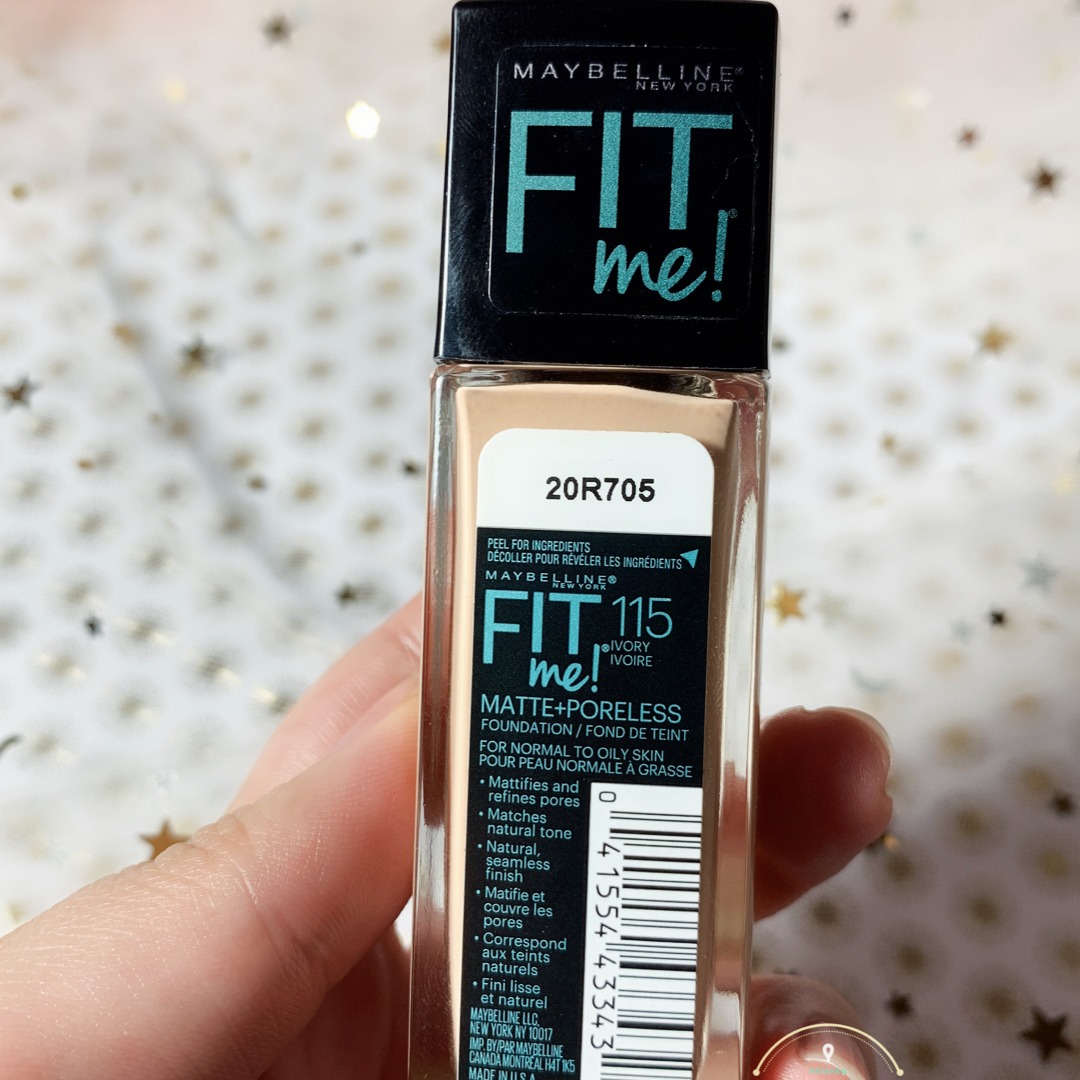 MAYBELLINE®
NEW YORK
FIT
me!®
20R705
PEEL FOR INGREDIENTS
DÉCOLLER POUR RÉVÉLER LES INGRÉDIENTS
MAYBELLINE®
NEW YORK
FIT 115
me!® IVORY
IVOIRE
MATTE+PORELESS
FOUNDATION / FOND DE TEINT
FOR NORMAL TO OILY SKIN
POUR PEAU NORMALE À GRASSE
• Mattifies and
refines pores
• Matches
natural tone
• Natural,
seamless
finish
• Matifie et
couvre les
pores
• Correspond
aux teints
naturels
• Fini lisse
et naturel
MAYBELLINE LLC,
NEW YORK NY 10017
IMP. BY/PAR MAYBELLINE
CANADA MONTREAL H4T 1K5
MADE IN U.S.A.
0 41554 43343